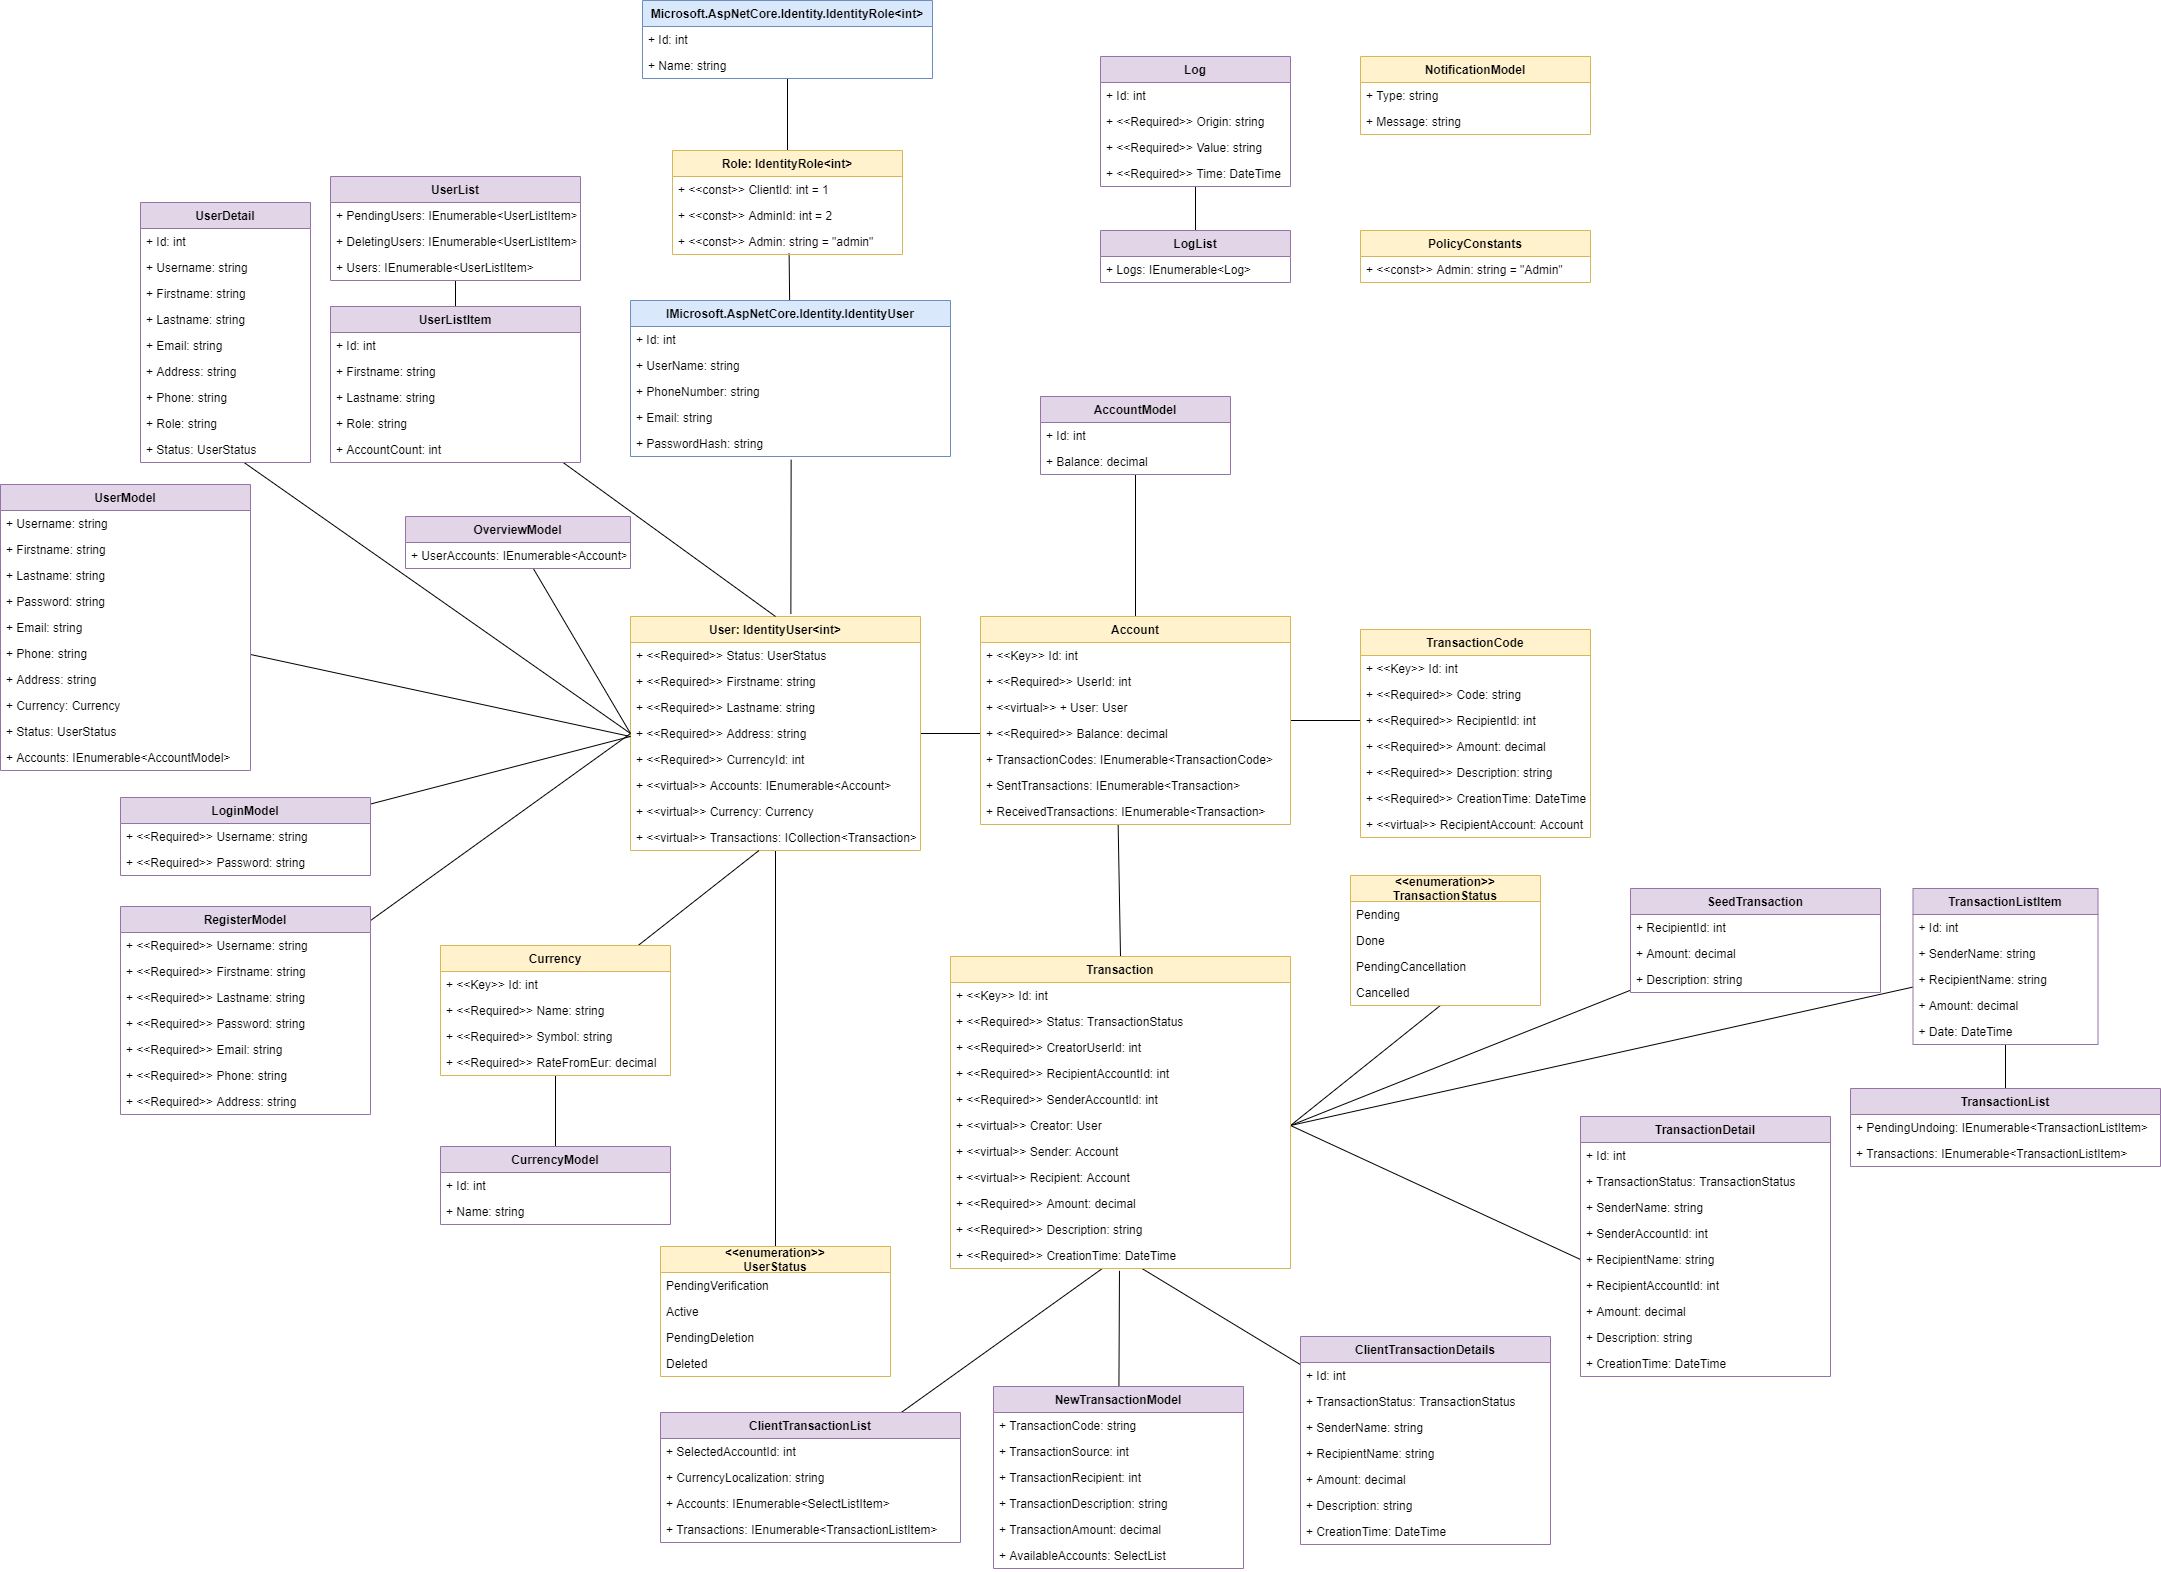 Microsoft.AspNetCore.Identity.IdentityRole<int>
+ Id: int
+ Name: string
Log
+ Id: int
+ <<Required>> Origin: string
+ <<Required>> Value: string
+ <<Required>> Time: DateTime
NotificationModel
+ Type: string
+ Message: string
Role: IdentityRole<int>
+ <<const>> ClientId: int = 1
+ <<const>> AdminId: int = 2
+ <<const>> Admin: string = "admin"
UserList
+ PendingUsers: IEnumerable<UserListItem>
+ DeletingUsers: IEnumerable<UserListItem>
+ Users: IEnumerable<UserListItem>
UserDetail
+ Id: int
+ Username: string
+ Firstname: string
+ Lastname: string
+ Email: string
+ Address: string
+ Phone: string
+ Role: string
+ Status: UserStatus
LogList
+ Logs: IEnumerable<Log>
PolicyConstants
+ <<const>> Admin: string = "Admin"
UserListItem
+ Id: int
+ Firstname: string
+ Lastname: string
+ Role: string
+ AccountCount: int
IMicrosoft.AspNetCore.Identity.IdentityUser
+ Id: int
+ UserName: string
+ PhoneNumber: string
+ Email: string
+ PasswordHash: string
AccountModel
+ Id: int
+ Balance: decimal
UserModel
+ Username: string
+ Firstname: string
+ Lastname: string
+ Password: string
+ Email: string
+ Phone: string
+ Address: string
+ Currency: Currency
+ Status: UserStatus
+ Accounts: IEnumerable<AccountModel>
OverviewModel
+ UserAccounts: IEnumerable<Account>
User: IdentityUser<int>
+ <<Required>> Status: UserStatus
+ <<Required>> Firstname: string
+ <<Required>> Lastname: string
+ <<Required>> Address: string
+ <<Required>> CurrencyId: int
+ <<virtual>> Accounts: IEnumerable<Account>
+ <<virtual>> Currency: Currency
+ <<virtual>> Transactions: ICollection<Transaction>
Account
+ <<Key>> Id: int
+ <<Required>> UserId: int
+ <<virtual>> + User: User
+ <<Required>> Balance: decimal
+ TransactionCodes: IEnumerable<TransactionCode>
+ SentTransactions: IEnumerable<Transaction>
+ ReceivedTransactions: IEnumerable<Transaction>
TransactionCode
+ <<Key>> Id: int
+ <<Required>> Code: string
+ <<Required>> RecipientId: int
+ <<Required>> Amount: decimal
+ <<Required>> Description: string
+ <<Required>> CreationTime: DateTime
+ <<virtual>> RecipientAccount: Account
LoginModel
+ <<Required>> Username: string
+ <<Required>> Password: string
RegisterModel
+ <<Required>> Username: string
+ <<Required>> Firstname: string
+ <<Required>> Lastname: string
+ <<Required>> Password: string
+ <<Required>> Email: string
+ <<Required>> Phone: string
+ <<Required>> Address: string
Currency
+ <<Key>> Id: int
+ <<Required>> Name: string
+ <<Required>> Symbol: string
+ <<Required>> RateFromEur: decimal
CurrencyModel
+ Id: int
+ Name: string
<<enumeration>>
UserStatus
PendingVerification
Active
PendingDeletion
Deleted
Transaction
+ <<Key>> Id: int
+ <<Required>> Status: TransactionStatus
+ <<Required>> CreatorUserId: int
+ <<Required>> RecipientAccountId: int
+ <<Required>> SenderAccountId: int
+ <<virtual>> Creator: User
+ <<virtual>> Sender: Account
+ <<virtual>> Recipient: Account
+ <<Required>> Amount: decimal
+ <<Required>> Description: string
+ <<Required>> CreationTime: DateTime
<<enumeration>>
TransactionStatus
Pending
Done
PendingCancellation
Cancelled
SeedTransaction
+ RecipientId: int
+ Amount: decimal
+ Description: string
TransactionListItem
+ Id: int
+ SenderName: string
+ RecipientName: string
+ Amount: decimal
+ Date: DateTime
TransactionList
+ PendingUndoing: IEnumerable<TransactionListItem>
+ Transactions: IEnumerable<TransactionListItem>
TransactionDetail
+ Id: int
+ TransactionStatus: TransactionStatus
+ SenderName: string
+ SenderAccountId: int
+ RecipientName: string
+ RecipientAccountId: int
+ Amount: decimal
+ Description: string
+ CreationTime: DateTime
ClientTransactionList
+ SelectedAccountId: int
+ CurrencyLocalization: string
+ Accounts: IEnumerable<SelectListItem>
+ Transactions: IEnumerable<TransactionListItem>
NewTransactionModel
+ TransactionCode: string
+ TransactionSource: int
+ TransactionRecipient: int
+ TransactionDescription: string
+ TransactionAmount: decimal
+ AvailableAccounts: SelectList
ClientTransactionDetails
+ Id: int
+ TransactionStatus: TransactionStatus
+ SenderName: string
+ RecipientName: string
+ Amount: decimal
+ Description: string
+ CreationTime: DateTime